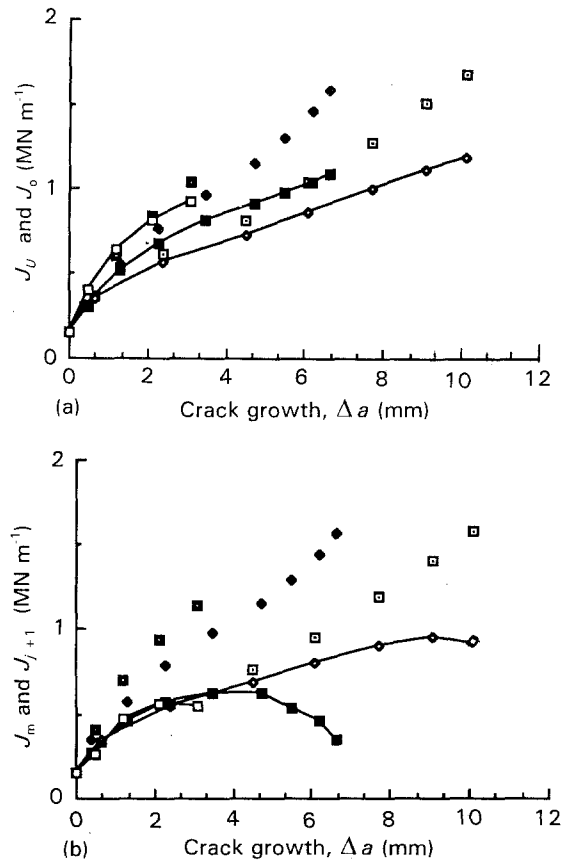 2
1
0
J_U and J_o (MN m⁻¹)
0 2 4 6 8 10 12
(a) Crack growth, Δa (mm)
2
1
0
J_m and J_{j+1} (MN m⁻¹)
0 2 4 6 8 10 12
(b) Crack growth, Δa (mm)